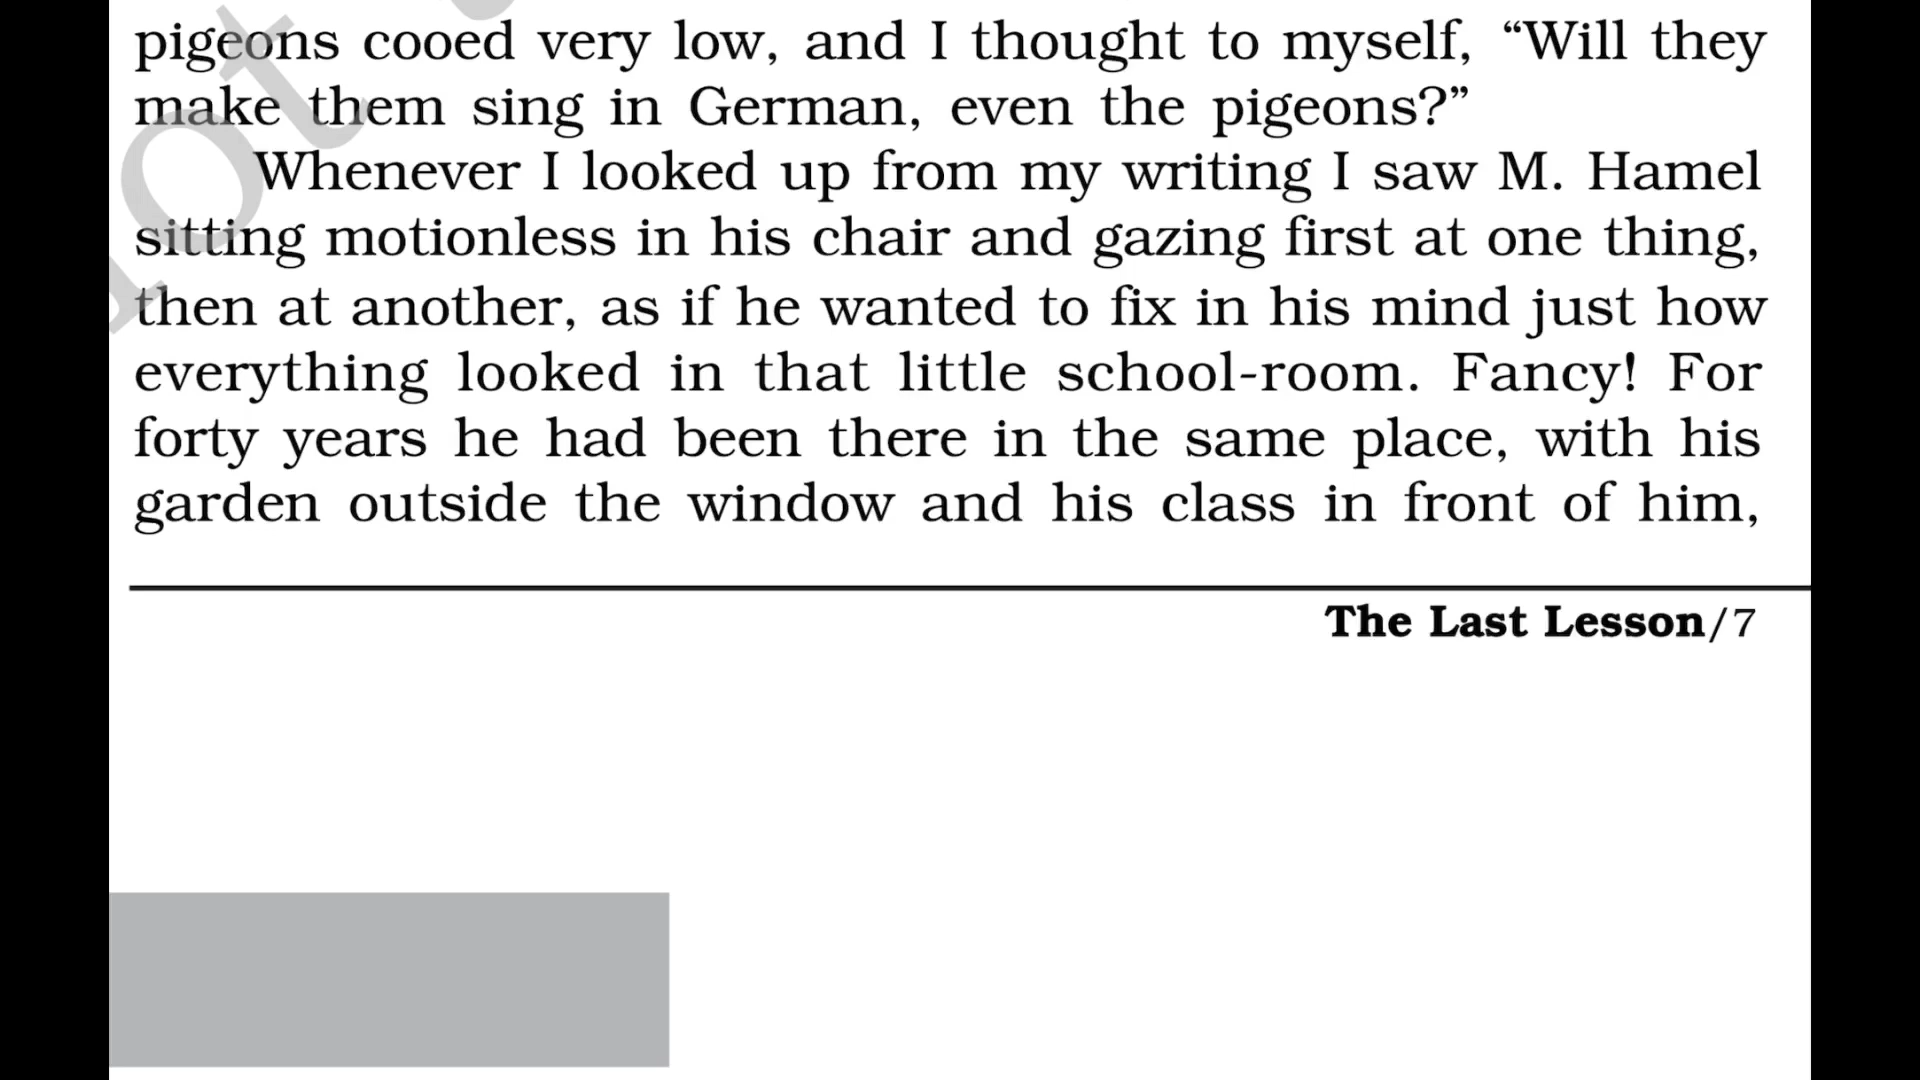 pigeons cooed very low, and I thought to myself, “Will they
make them sing in German, even the pigeons?”
Whenever I looked up from my writing I saw M. Hamel
sitting motionless in his chair and gazing first at one thing,
then at another, as if he wanted to fix in his mind just how
everything looked in that little school-room. Fancy! For
forty years he had been there in the same place, with his
garden outside the window and his class in front of him,
The Last Lesson/7